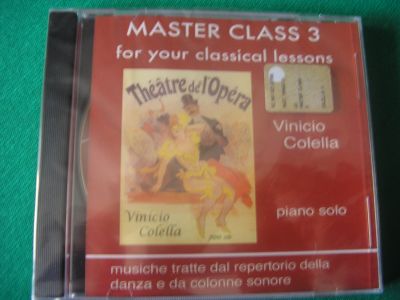 MASTER CLASS 3
for your classical lessons
Théâtre de l'Opéra
Vinicio
Colella
Vinicio
Colella
piano solo
musiche tratte dal repertorio della
danza e da colonne sonore